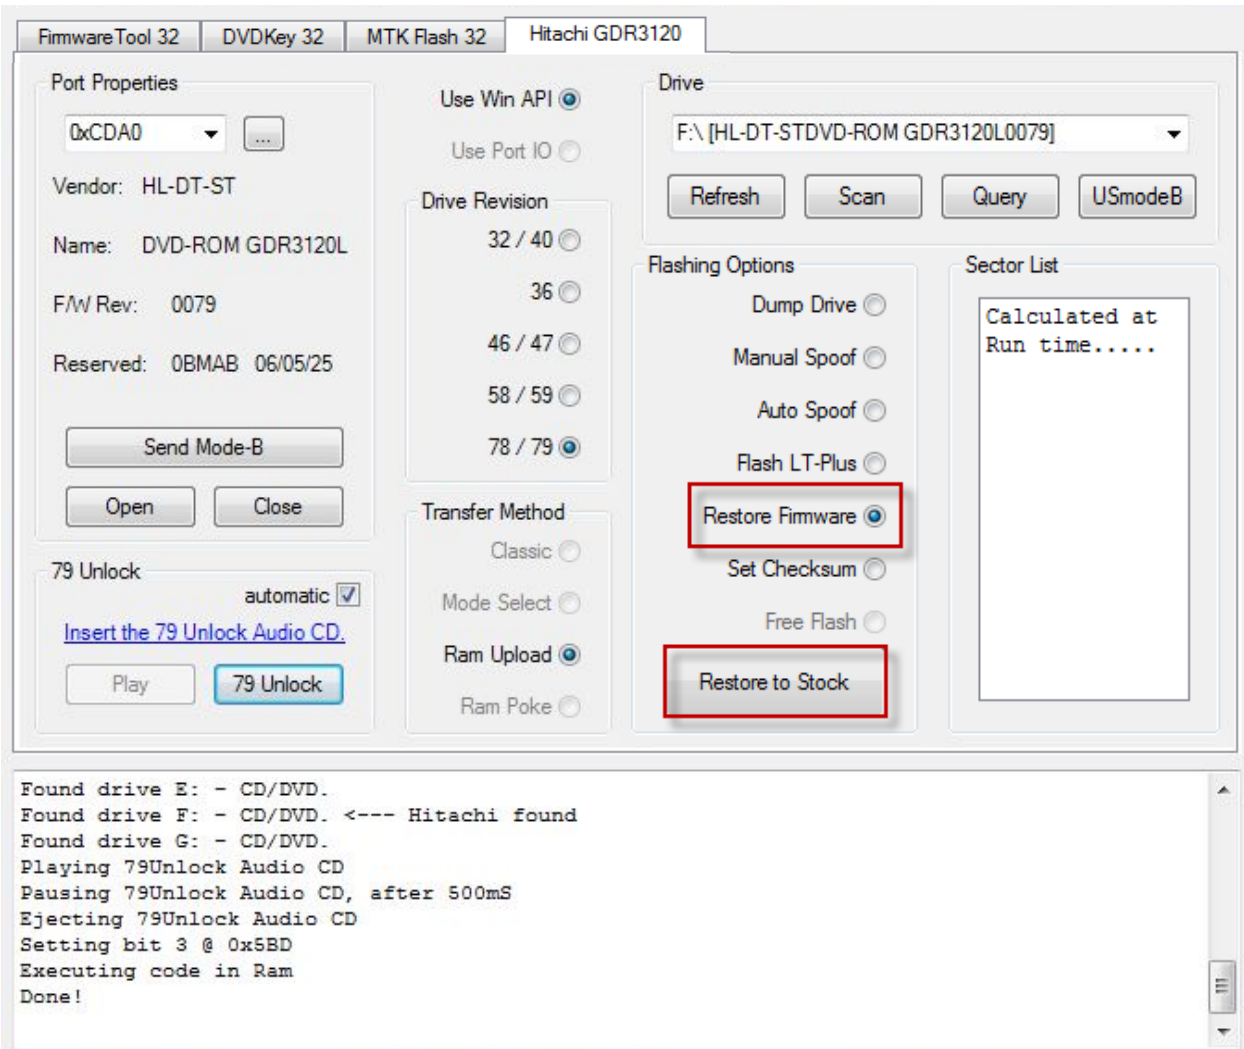 FirmwareTool 32
DVDKey 32
MTK Flash 32
Hitachi GDR3120
Port Properties
0xCDA0
...
Vendor: HL-DT-ST
Name: DVD-ROM GDR3120L
F/W Rev: 0079
Reserved: 0BMAB 06/05/25
Send Mode-B
Open
Close
79 Unlock
automatic
Insert the 79 Unlock Audio CD.
Play
79 Unlock
Use Win API
Use Port IO
Drive Revision
32 / 40
36
46 / 47
58 / 59
78 / 79
Transfer Method
Classic
Mode Select
Ram Upload
Ram Poke
Drive
F:\ [HL-DT-STDVD-ROM GDR3120L0079]
Refresh
Scan
Query
USmodeB
Flashing Options
Dump Drive
Manual Spoof
Auto Spoof
Flash LT-Plus
Restore Firmware
Set Checksum
Free Flash
Restore to Stock
Sector List
Calculated at
Run time.....
Found drive E: - CD/DVD.
Found drive F: - CD/DVD. <--- Hitachi found
Found drive G: - CD/DVD.
Playing 79Unlock Audio CD
Pausing 79Unlock Audio CD, after 500mS
Ejecting 79Unlock Audio CD
Setting bit 3 @ 0x5BD
Executing code in Ram
Done!